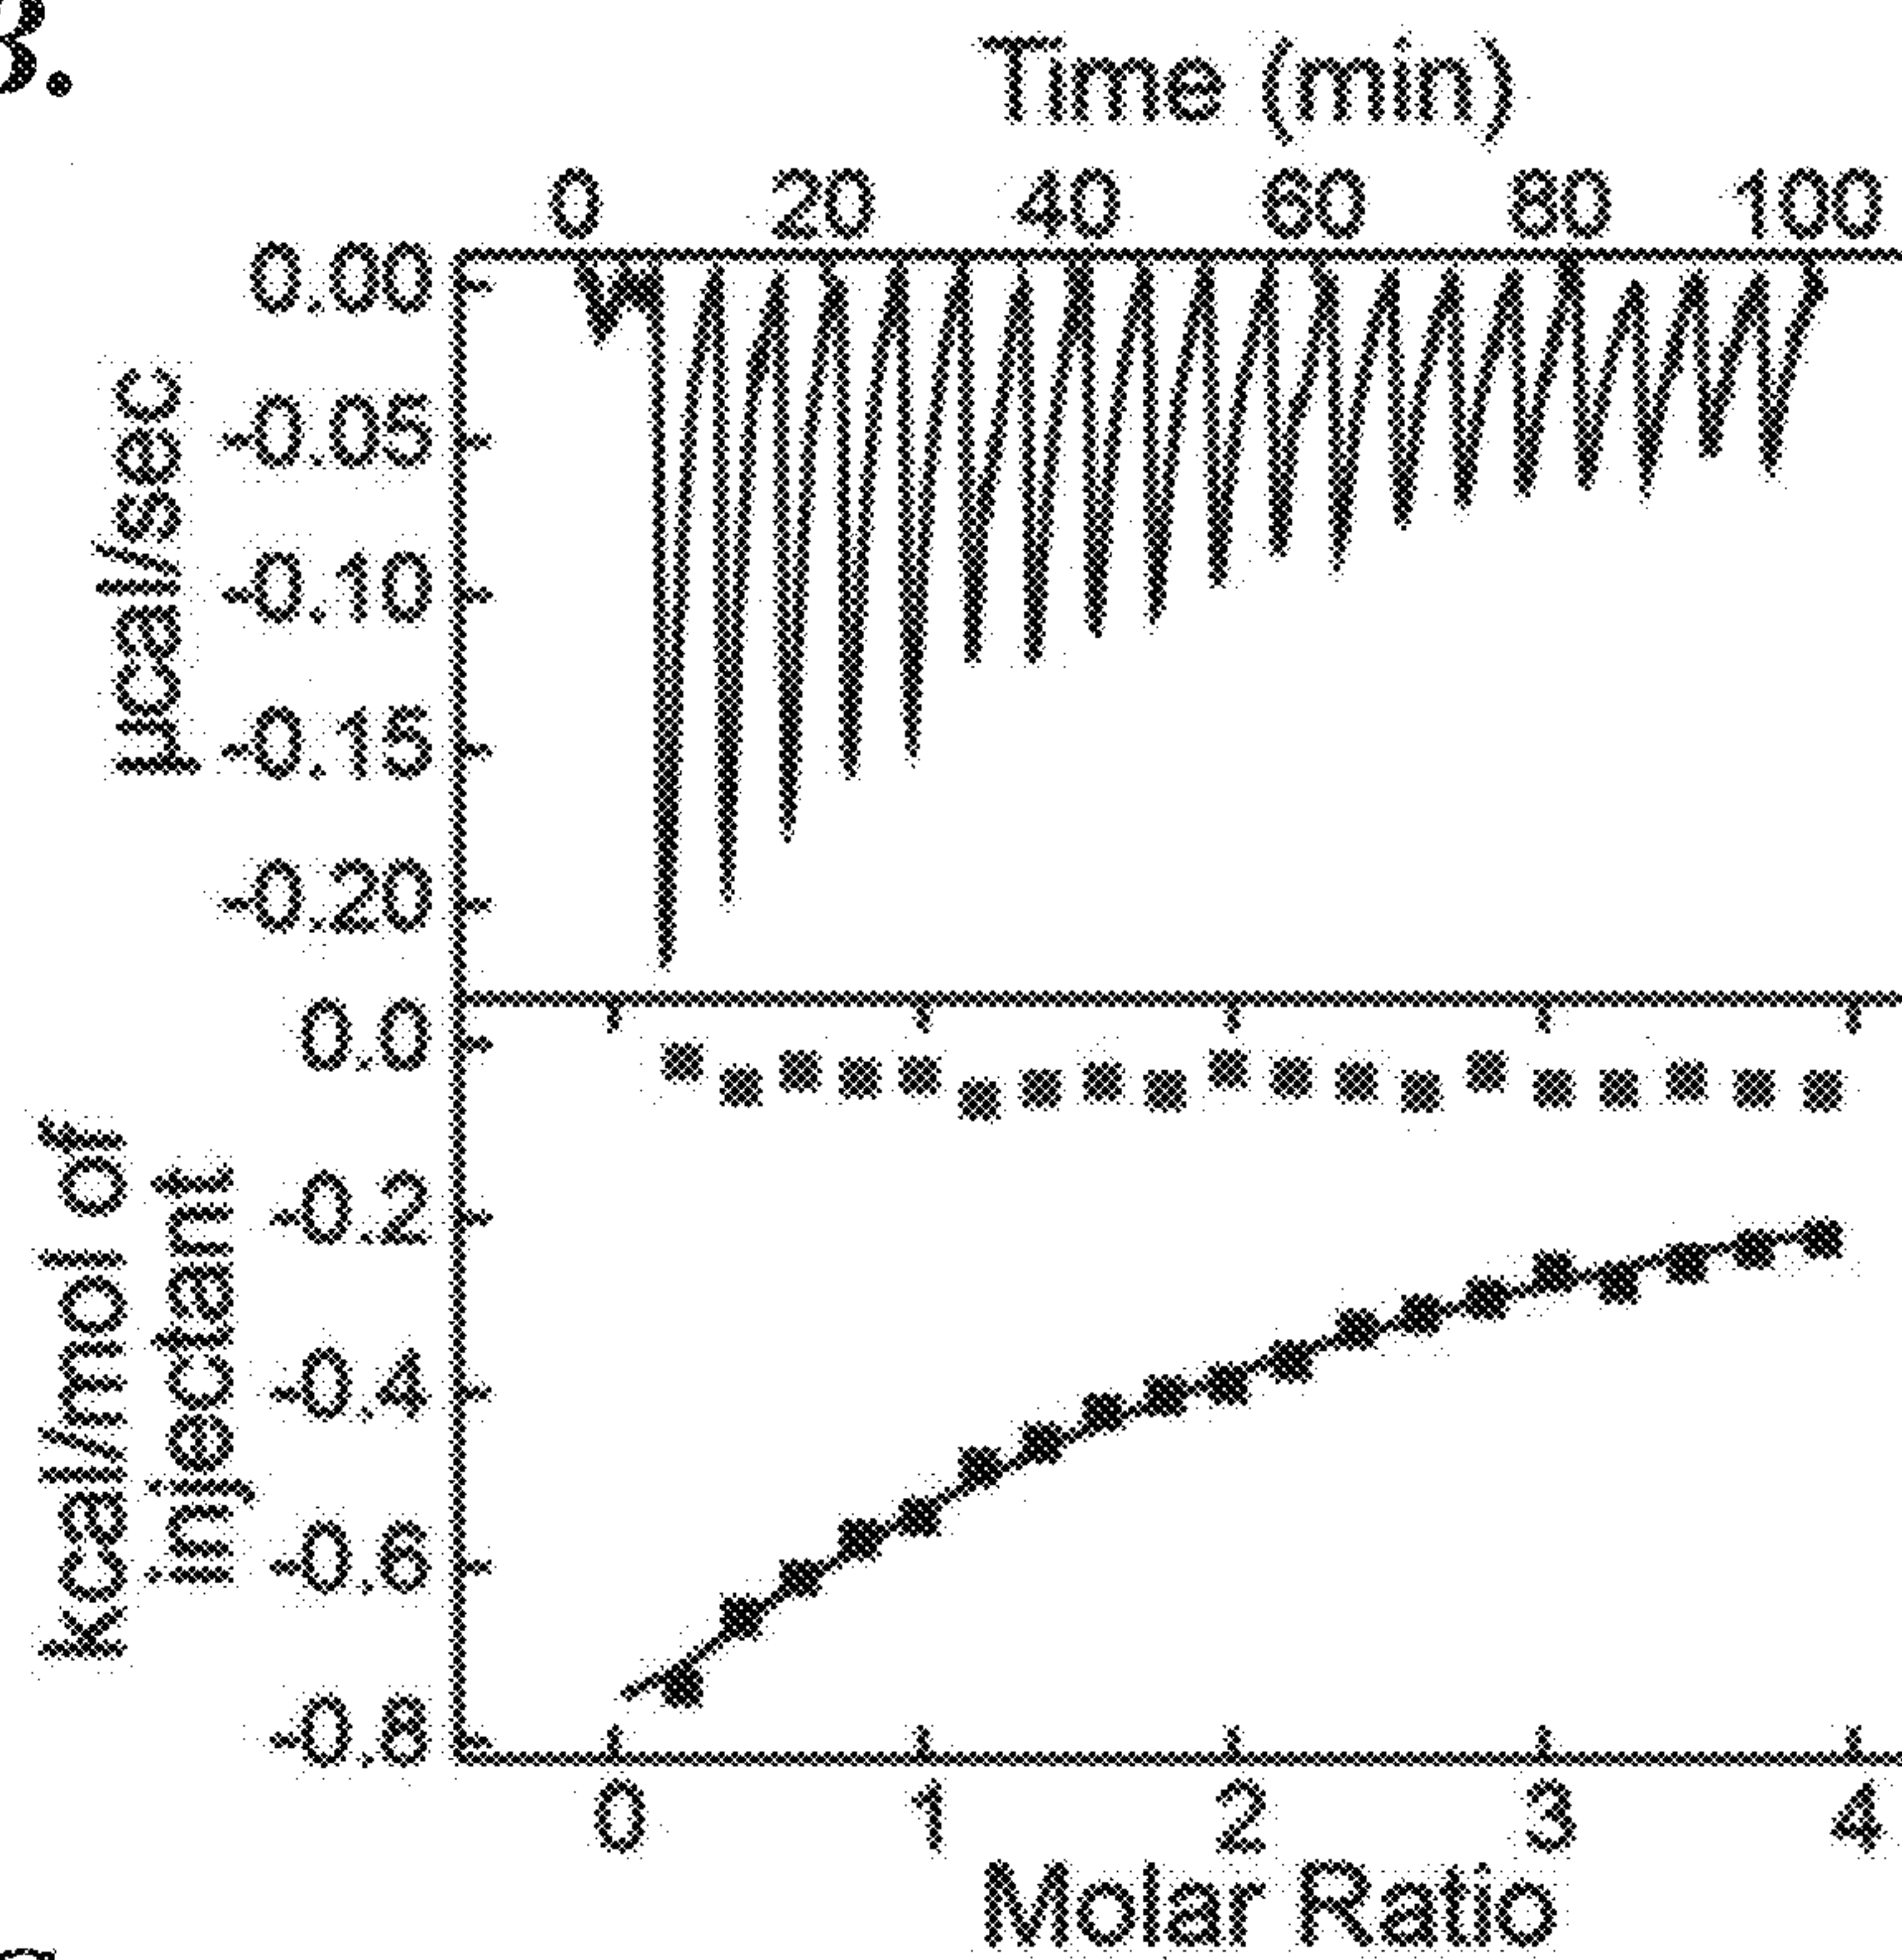 B.
Time (min)
0 20 40 60 80 100
0.00
-0.05
-0.10
-0.15
-0.20
µcal/sec
0.0
-0.2
-0.4
-0.6
-0.8
kcal/mol of
injectant
0 1 2 3 4
Molar Ratio